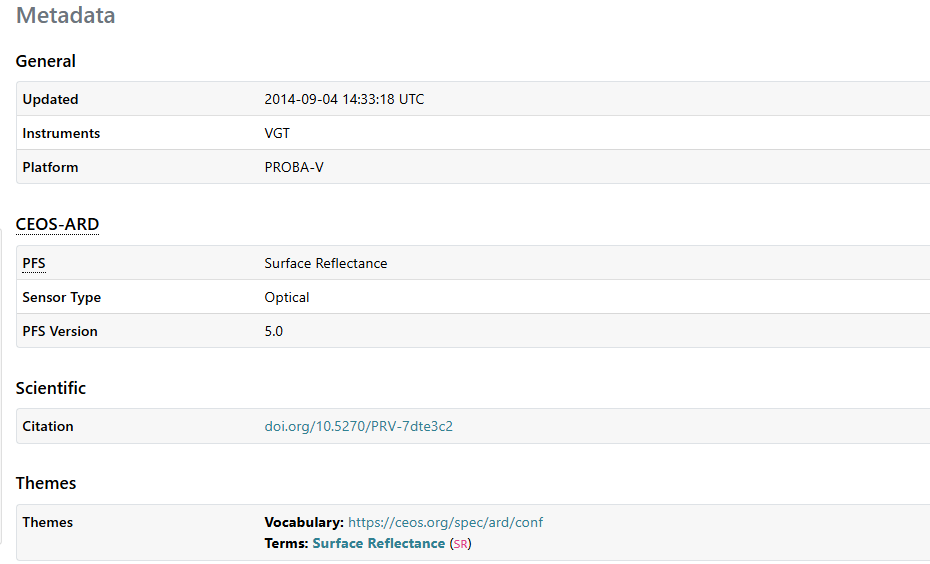 Metadata
General
Updated 2014-09-04 14:33:18 UTC
Instruments VGT
Platform PROBA-V
CEOS-ARD
PFS Surface Reflectance
Sensor Type Optical
PFS Version 5.0
Scientific
Citation doi.org/10.5270/PRV-7dte3c2
Themes
Themes Vocabulary: https://ceos.org/spec/ard/conf
Terms: Surface Reflectance (SR)